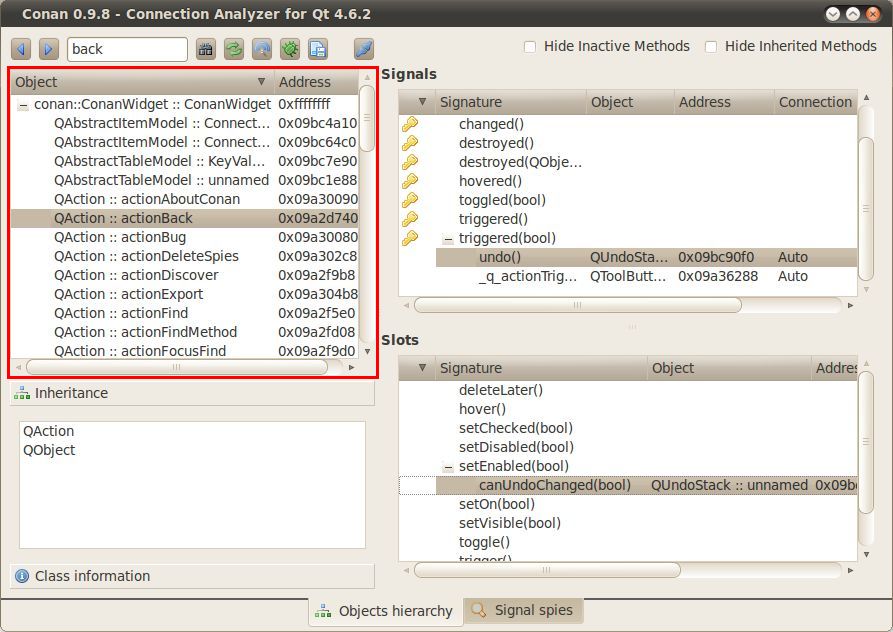 Conan 0.9.8 - Connection Analyzer for Qt 4.6.2
back
Hide Inactive Methods
Hide Inherited Methods
Object Address
conan::ConanWidget :: ConanWidget 0xffffffff
QAbstractItemModel :: Connect... 0x09bc4a10
QAbstractItemModel :: Connect... 0x09bc64c0
QAbstractTableModel :: KeyVal... 0x09bc7e90
QAbstractTableModel :: unnamed 0x09bc1e88
QAction :: actionAboutConan 0x09a30090
QAction :: actionBack 0x09a2d740
QAction :: actionBug 0x09a30080
QAction :: actionDeleteSpies 0x09a302c8
QAction :: actionDiscover 0x09a2f9b8
QAction :: actionExport 0x09a304b8
QAction :: actionFind 0x09a2f5e0
QAction :: actionFindMethod 0x09a2fd08
QAction :: actionFocusFind 0x09a2f9d0
Inheritance
QAction
QObject
Class information
Signals
Signature Object Address Connection
changed()
destroyed()
destroyed(QObje...
hovered()
toggled(bool)
triggered()
triggered(bool)
undo() QUndoSta... 0x09bc90f0 Auto
_q_actionTrig... QToolButt... 0x09a36288 Auto
Slots
Signature Object Addres
deleteLater()
hover()
setChecked(bool)
setDisabled(bool)
setEnabled(bool)
canUndoChanged(bool) QUndoStack :: unnamed 0x09b
setOn(bool)
setVisible(bool)
toggle()
trigger()
Objects hierarchy
Signal spies